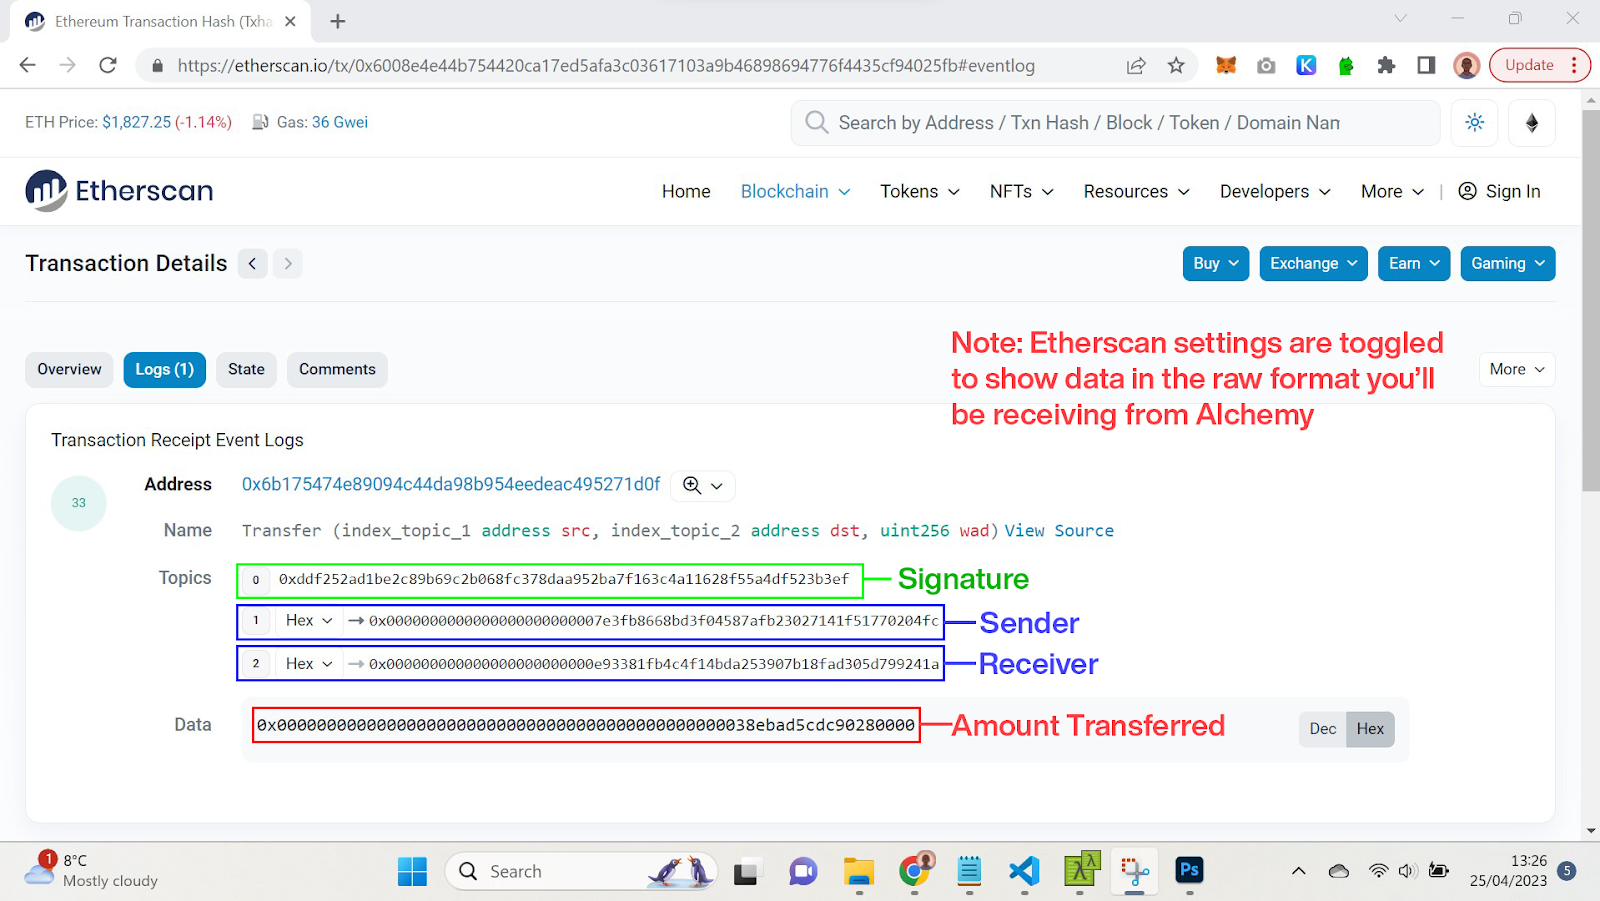 Ethereum Transaction Hash (Txha
https://etherscan.io/tx/0x6008e4e44b754420ca17ed5afa3c03617103a9b46898694776f4435cf94025fb#eventlog
Update
ETH Price: $1,827.25 (-1.14%) Gas: 36 Gwei
Search by Address / Txn Hash / Block / Token / Domain Nam
Etherscan
Home Blockchain Tokens NFTs Resources Developers More | Sign In
Transaction Details
Buy Exchange Earn Gaming
Note: Etherscan settings are toggled
to show data in the raw format you'll
be receiving from Alchemy
Overview Logs (1) State Comments More
Transaction Receipt Event Logs
33
Address 0x6b175474e89094c44da98b954eedeac495271d0f
Name Transfer (index_topic_1 address src, index_topic_2 address dst, uint256 wad) View Source
Topics 0 0xddf252ad1be2c89b69c2b068fc378daa952ba7f163c4a11628f55a4df523b3ef Signature
1 Hex → 0x0000000000000000000000007e3fb8668bd3f04587afb23027141f51770204fc Sender
2 Hex → 0x000000000000000000000000e93381fb4c4f14bda253907b18fad305d799241a Receiver
Data 0x000000000000000000000000000000000000000000000038ebad5cdc90280000 Amount Transferred Dec Hex
1 8°C
Mostly cloudy
Search
Ps
13:26
25/04/2023
5